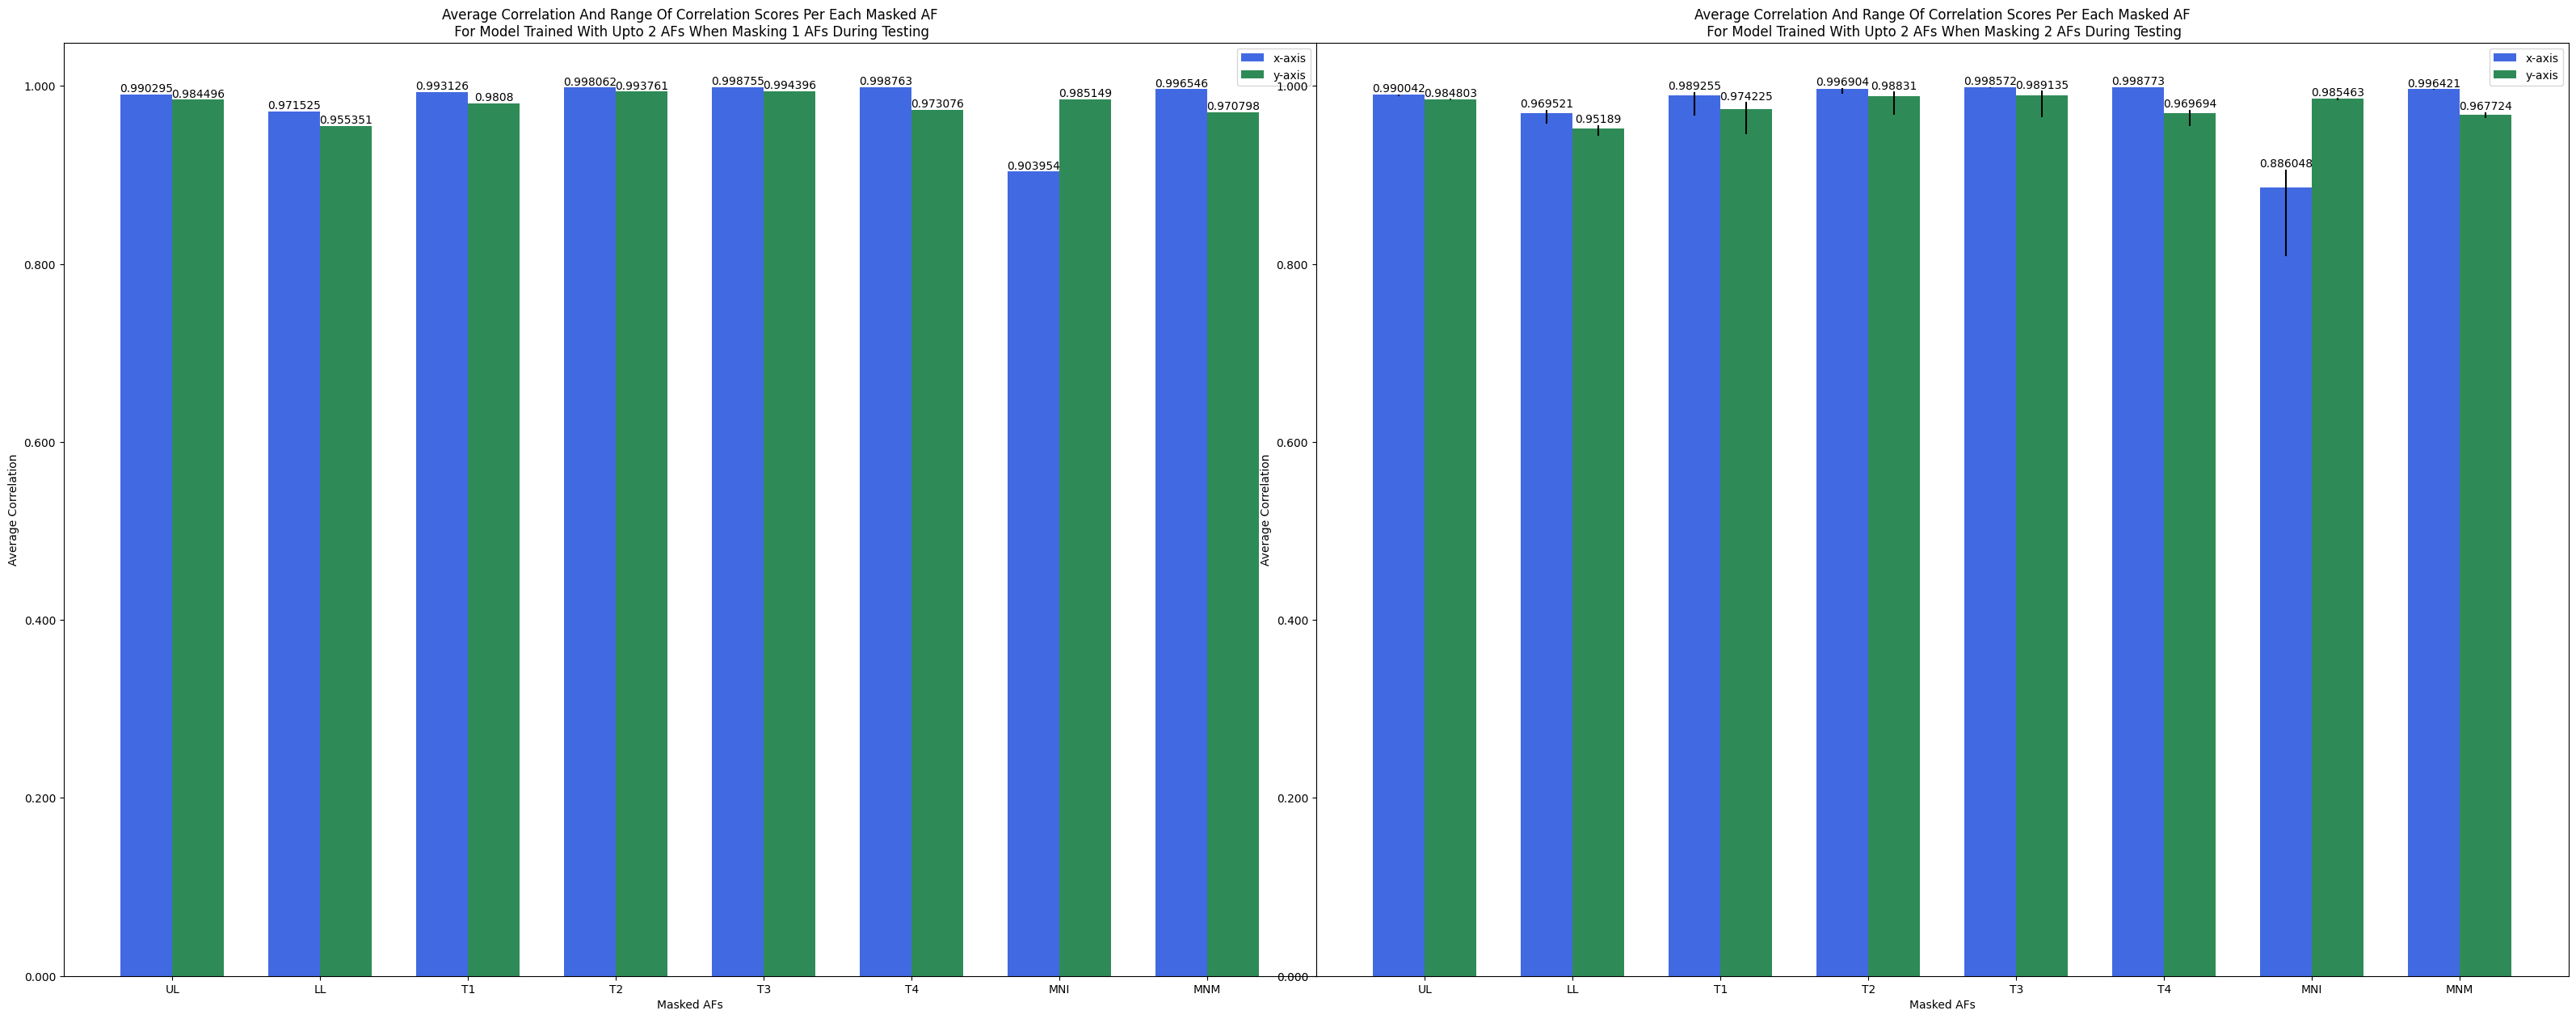 Average Correlation And Range Of Correlation Scores Per Each Masked AF
For Model Trained With Upto 2 AFs When Masking 1 AFs During Testing
x-axis
y-axis
1.000
0.800
0.600
0.400
0.200
0.000
Average Correlation
0.990295
0.984496
0.971525
0.955351
0.993126
0.9808
0.998062
0.993761
0.998755
0.994396
0.998763
0.973076
0.903954
0.985149
0.996546
0.970798
UL
LL
T1
T2
T3
T4
MNI
MNM
Masked AFs
Average Correlation And Range Of Correlation Scores Per Each Masked AF
For Model Trained With Upto 2 AFs When Masking 2 AFs During Testing
x-axis
y-axis
1.000
0.800
0.600
0.400
0.200
0.000
Average Correlation
0.990042
0.984803
0.969521
0.95189
0.989255
0.974225
0.996904
0.98831
0.998572
0.989135
0.998773
0.969694
0.886048
0.985463
0.996421
0.967724
UL
LL
T1
T2
T3
T4
MNI
MNM
Masked AFs